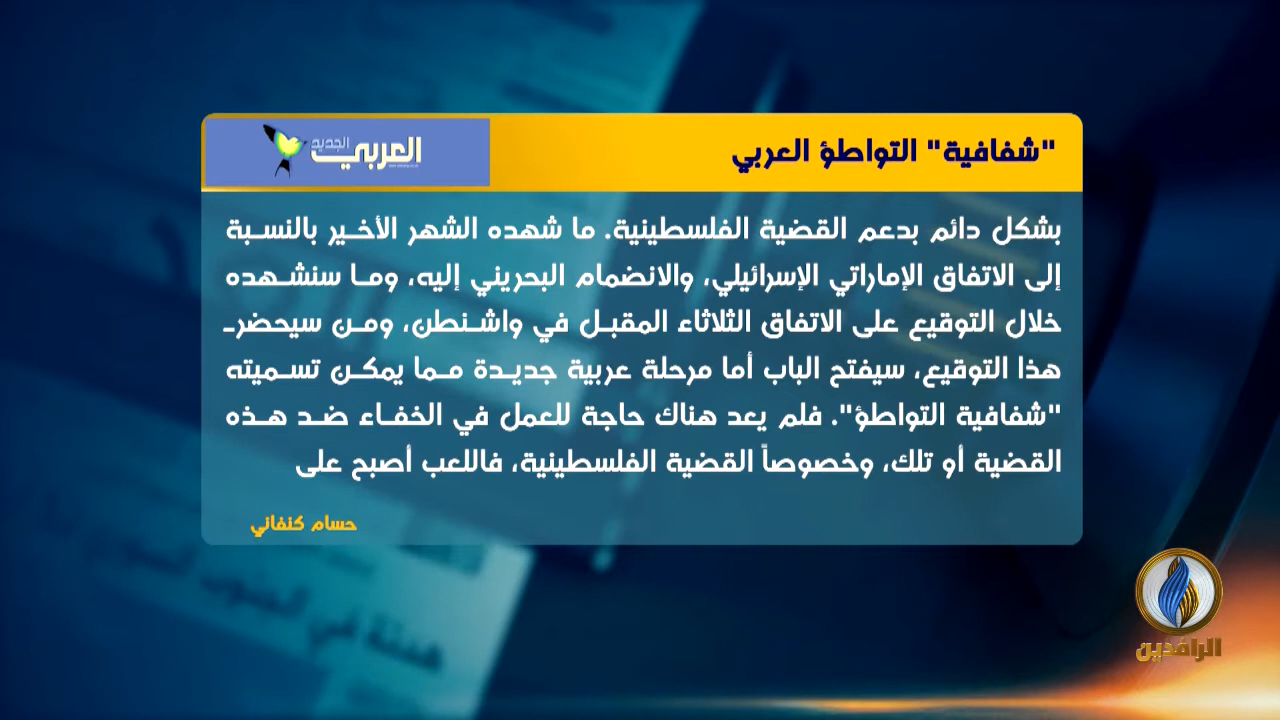 "شفافية" التواطؤ العربي
العربي الجديد
بشكل دائم بدعم القضية الفلسطينية. ما شهده الشهر الأخير بالنسبة
إلى الاتفاق الإماراتي الإسرائيلي، والانضمام البحريني إليه، وما سنشهده
خلال التوقيع على الاتفاق الثلاثاء المقبل في واشنطن، ومن سيحضر
هذا التوقيع، سيفتح الباب أما مرحلة عربية جديدة مما يمكن تسميته
"شفافية التواطؤ". فلم يعد هناك حاجة للعمل في الخفاء ضد هذه
القضية أو تلك، وخصوصاً القضية الفلسطينية، فاللعب أصبح على
حسام كنفاني
الرافدين
هيئة في الجنوب